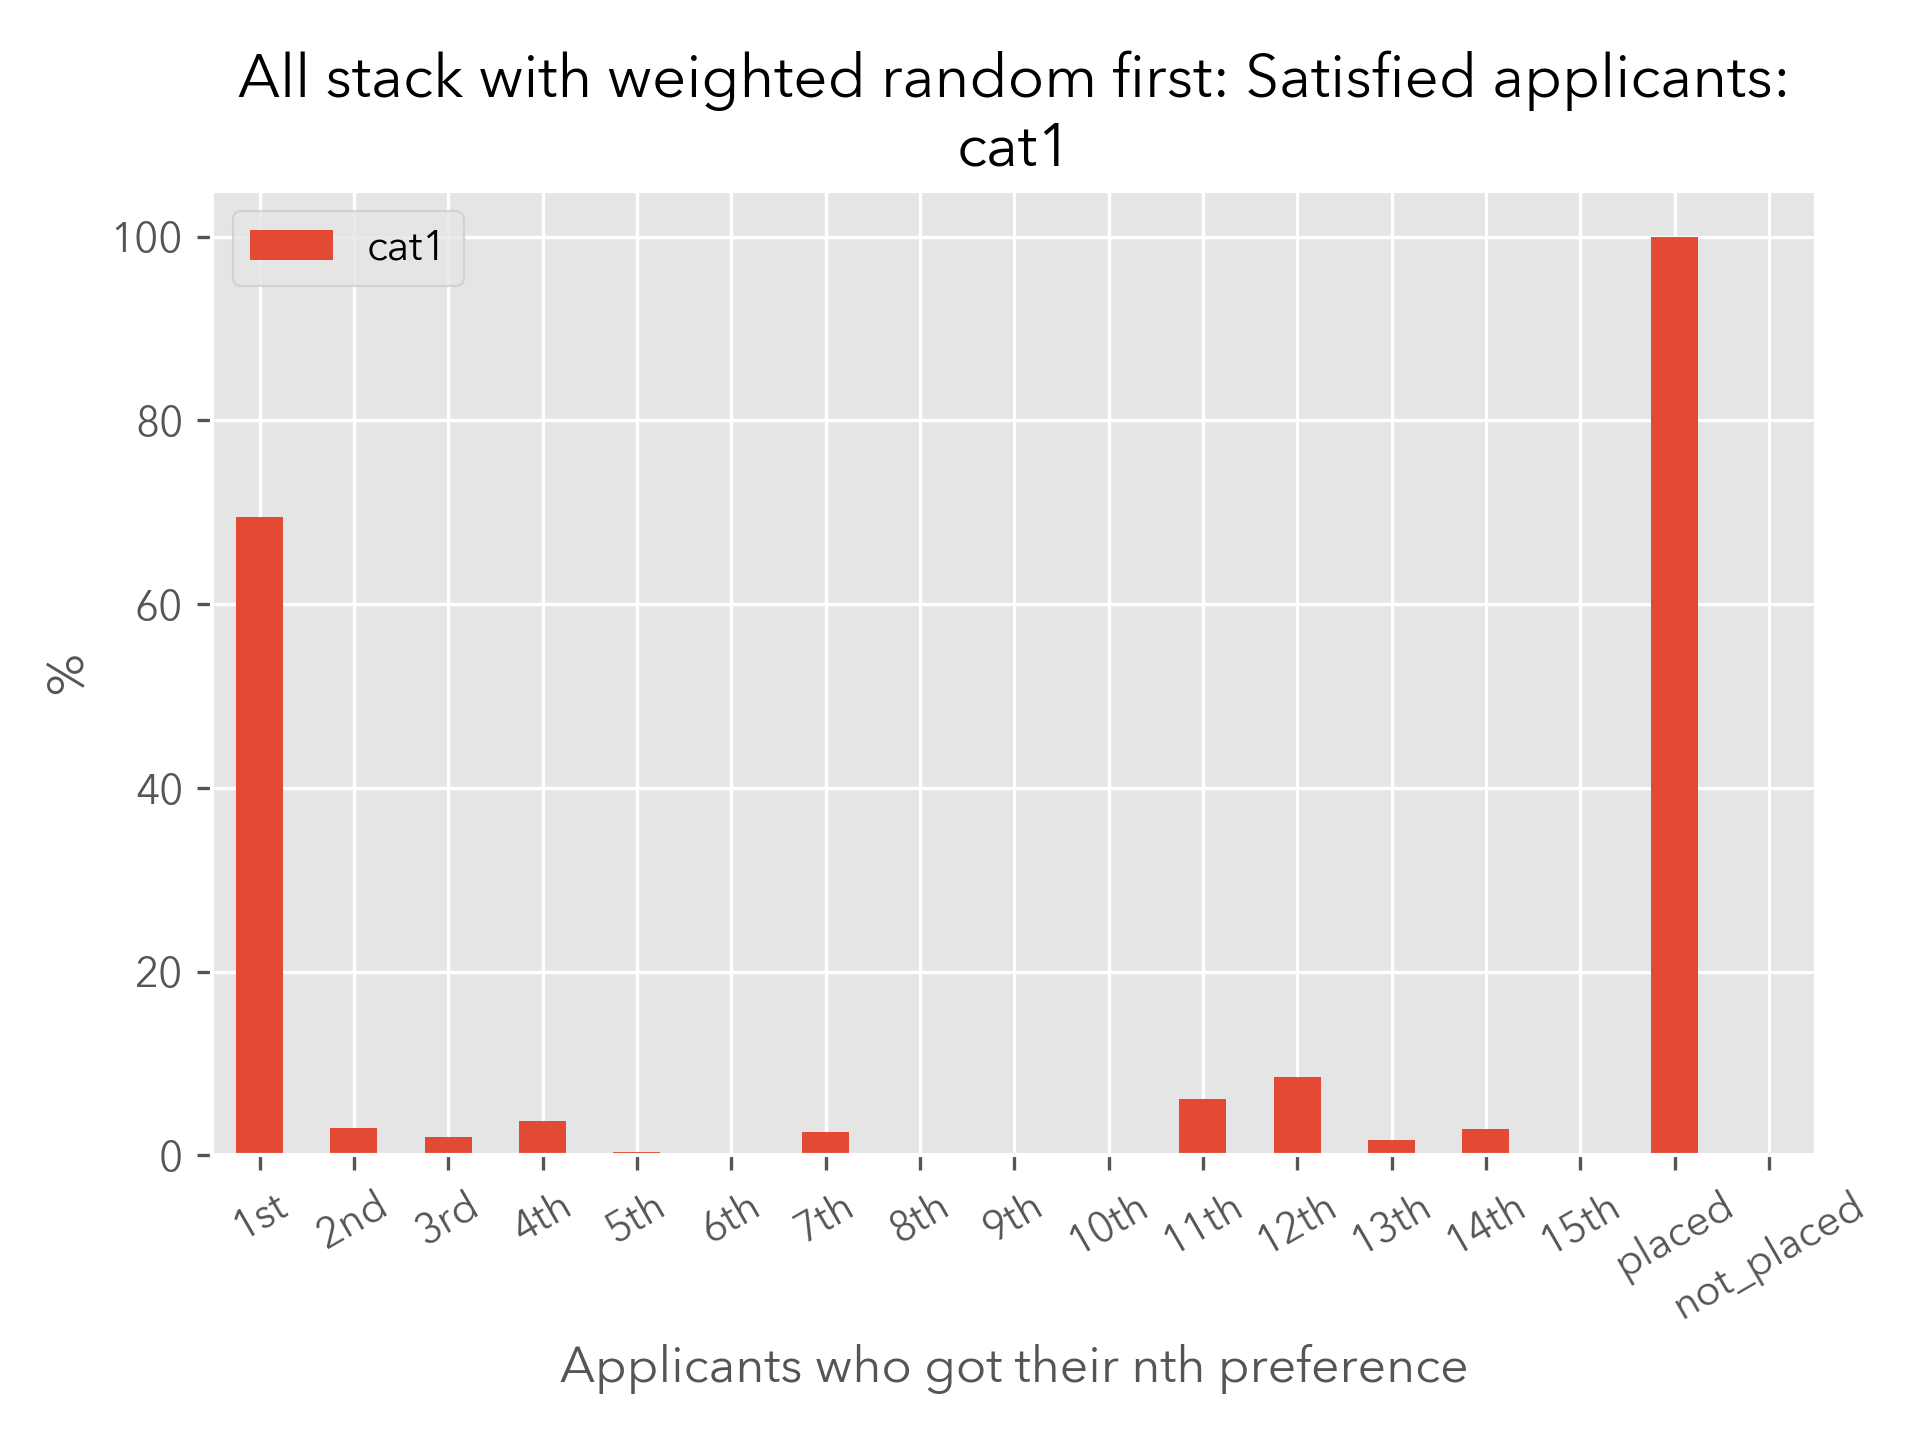 All stack with weighted random first: Satisfied applicants:
cat1
cat1
100
80
60
40
20
0
%
1st 2nd 3rd 4th 5th 6th 7th 8th 9th 10th 11th 12th 13th 14th 15th placed not_placed
Applicants who got their nth preference